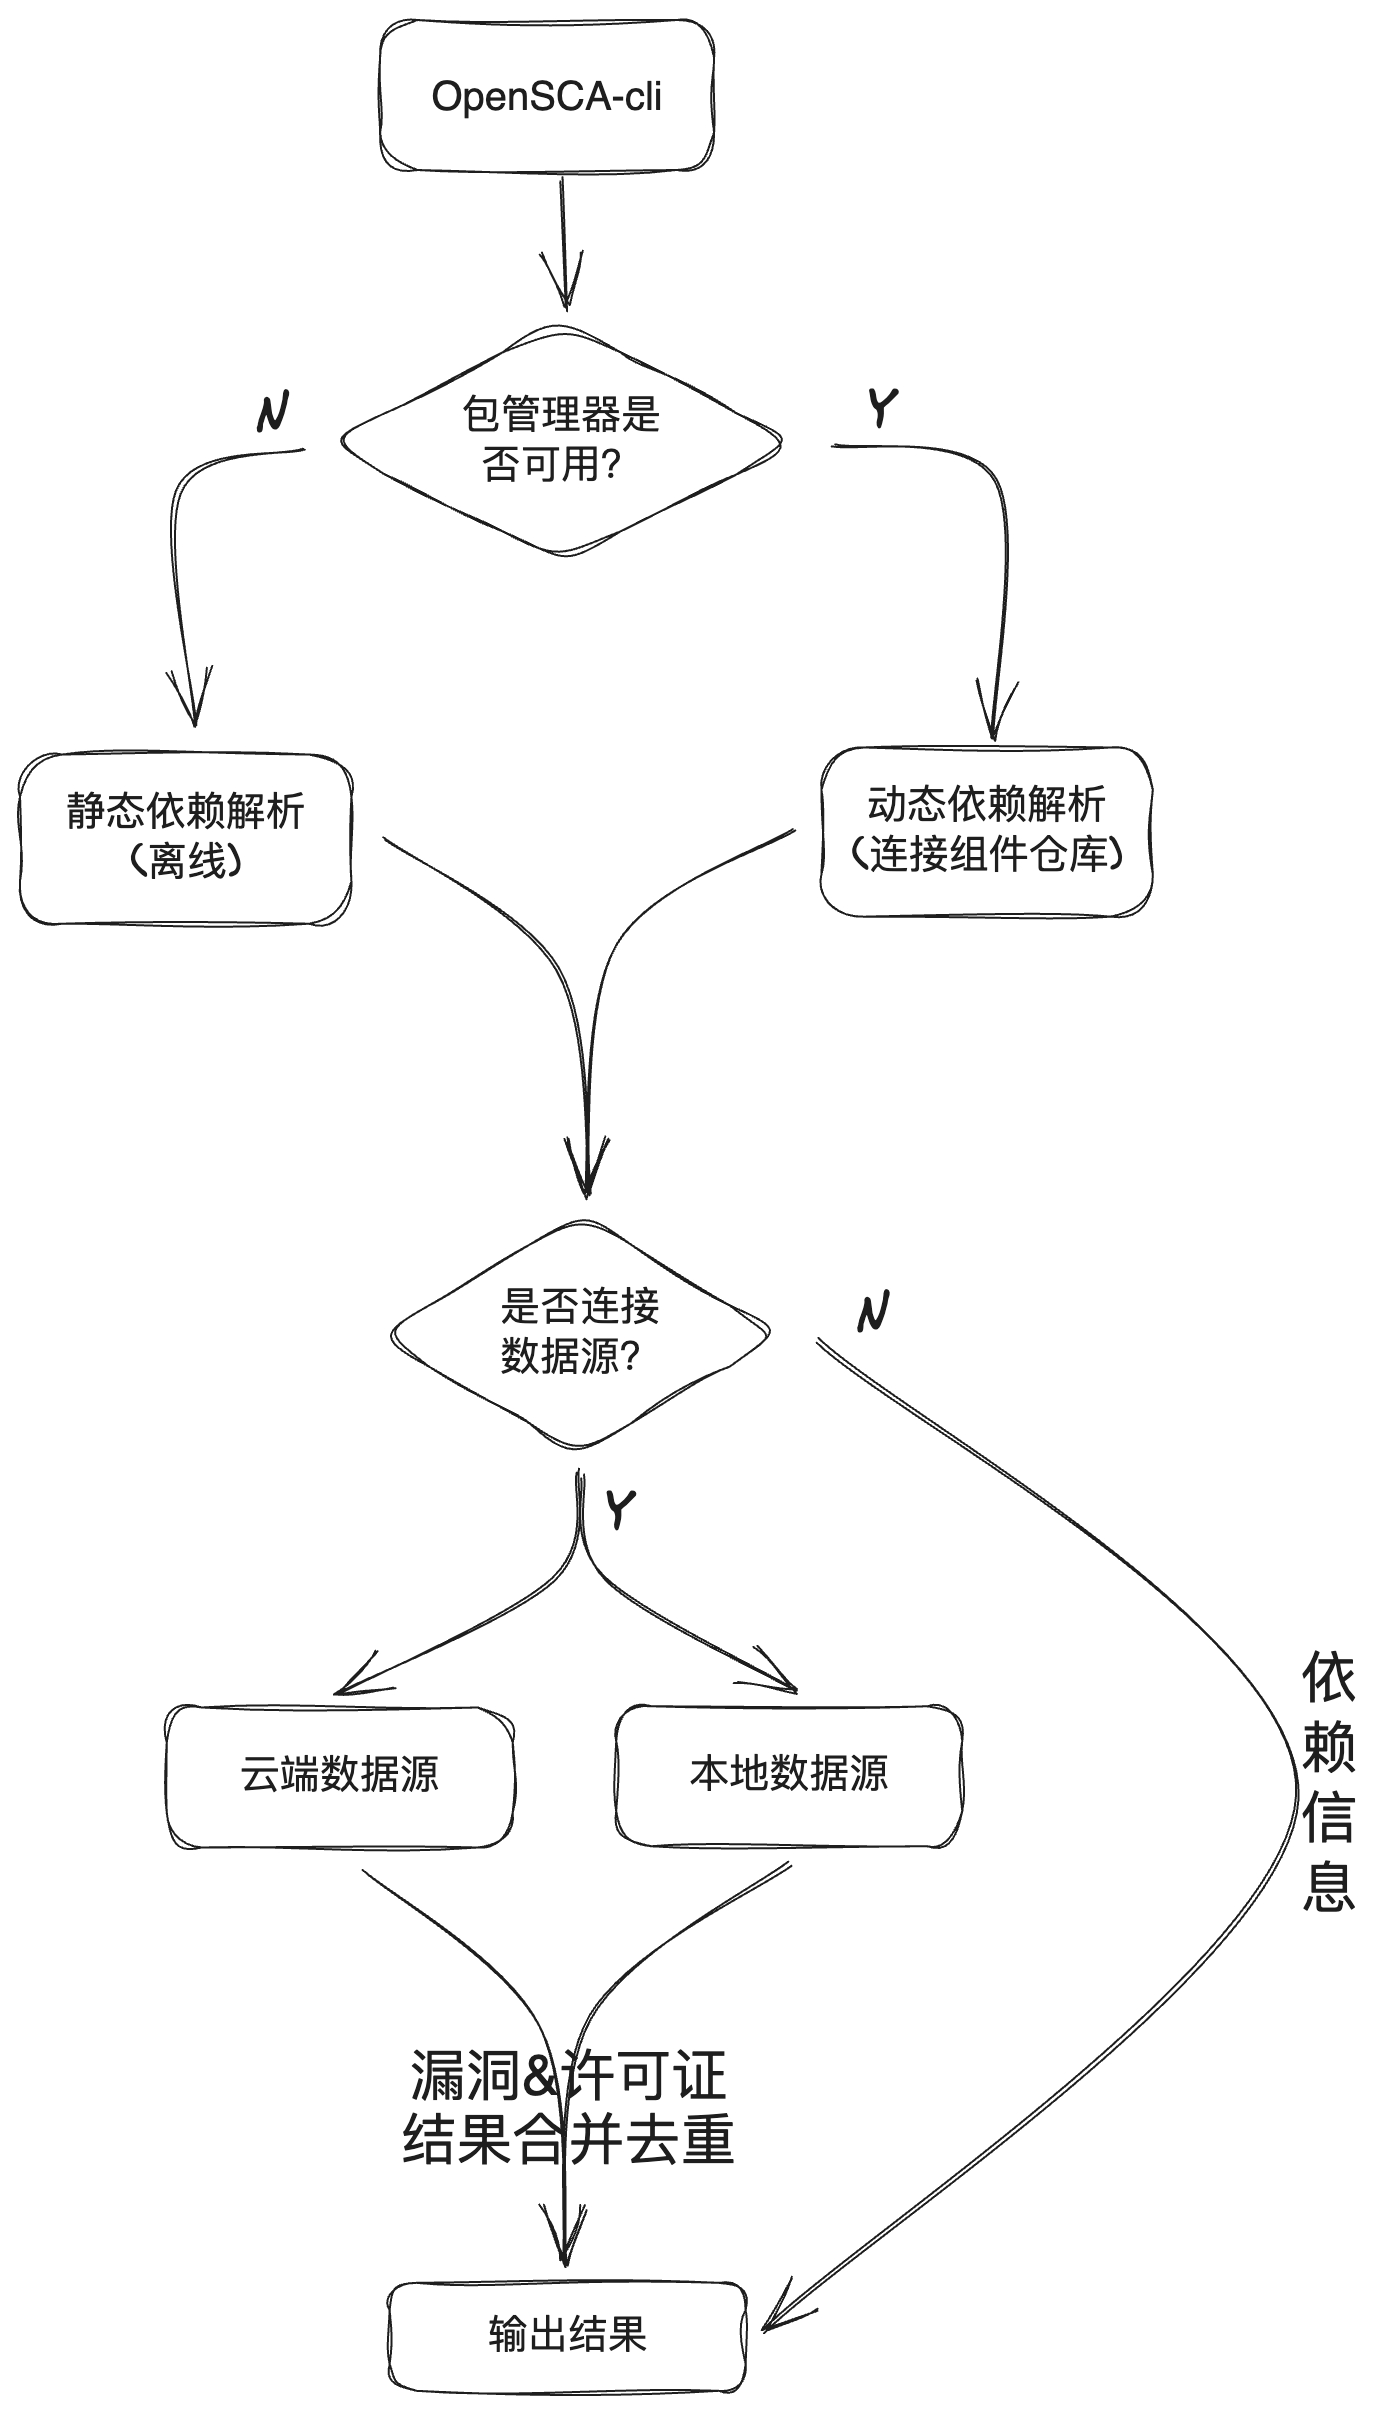 OpenSCA-cli
包管理器是
否可用?
N
Y
静态依赖解析
（离线）
动态依赖解析
（连接组件仓库）
是否连接
数据源?
N
Y
云端数据源
本地数据源
依
赖
信
息
漏洞&许可证
结果合并去重
输出结果